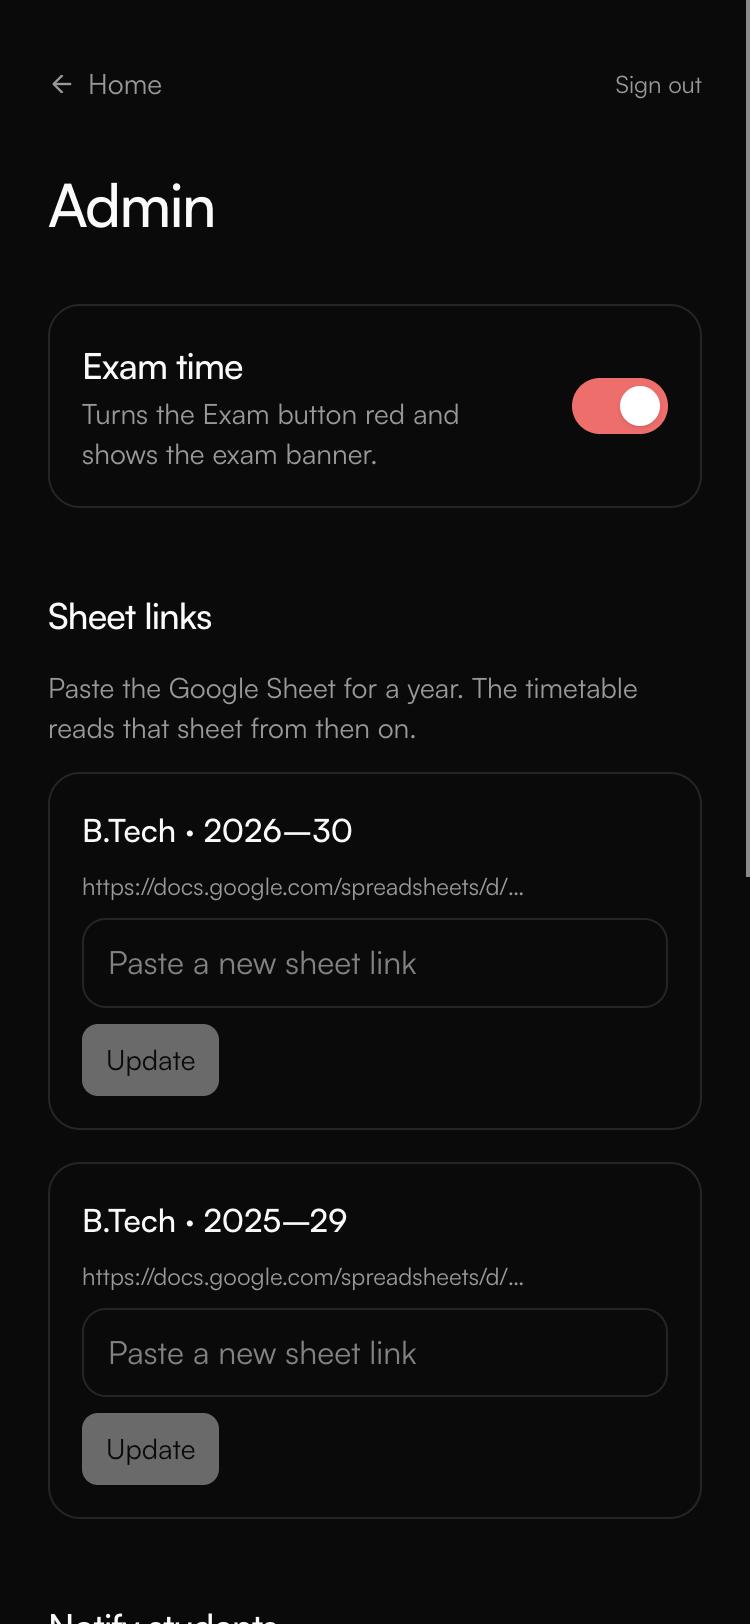 ← Home
Sign out
Admin
Exam time
Turns the Exam button red and
shows the exam banner.
Sheet links
Paste the Google Sheet for a year. The timetable
reads that sheet from then on.
B.Tech · 2026—30
https://docs.google.com/spreadsheets/d/…
Paste a new sheet link
Update
B.Tech · 2025—29
https://docs.google.com/spreadsheets/d/…
Paste a new sheet link
Update
Notify students